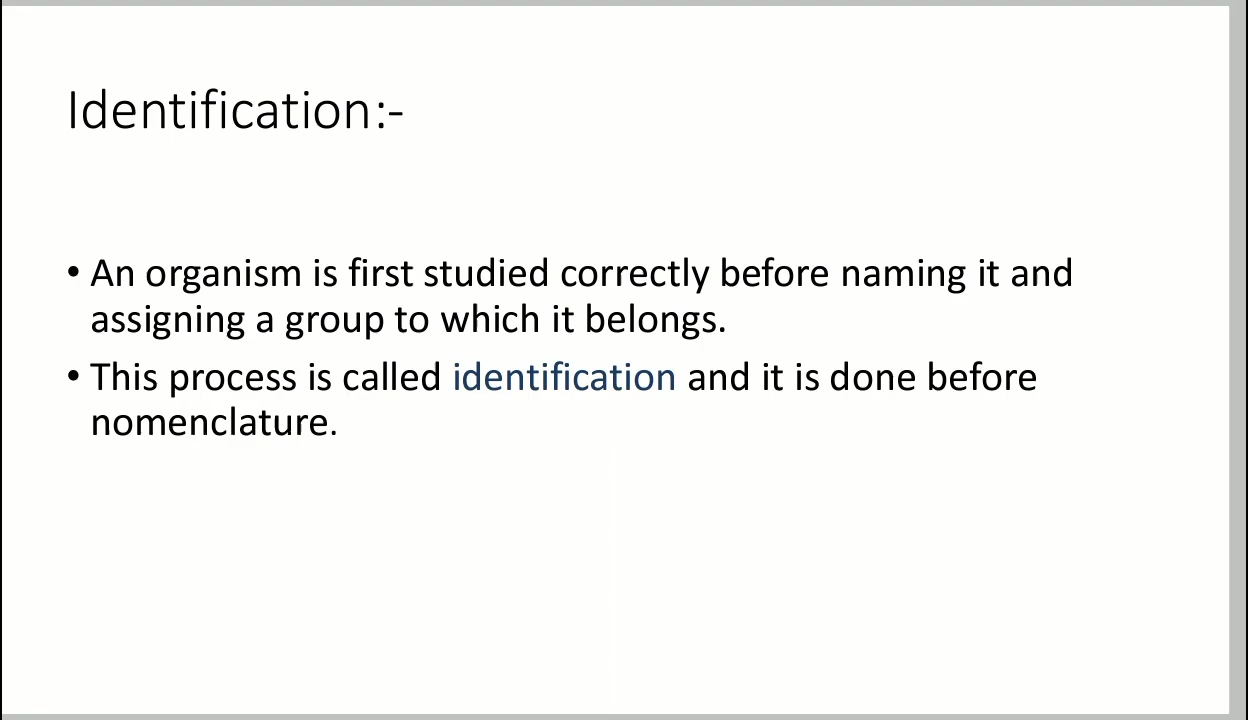 Identification:-
• An organism is first studied correctly before naming it and
assigning a group to which it belongs.
• This process is called identification and it is done before
nomenclature.